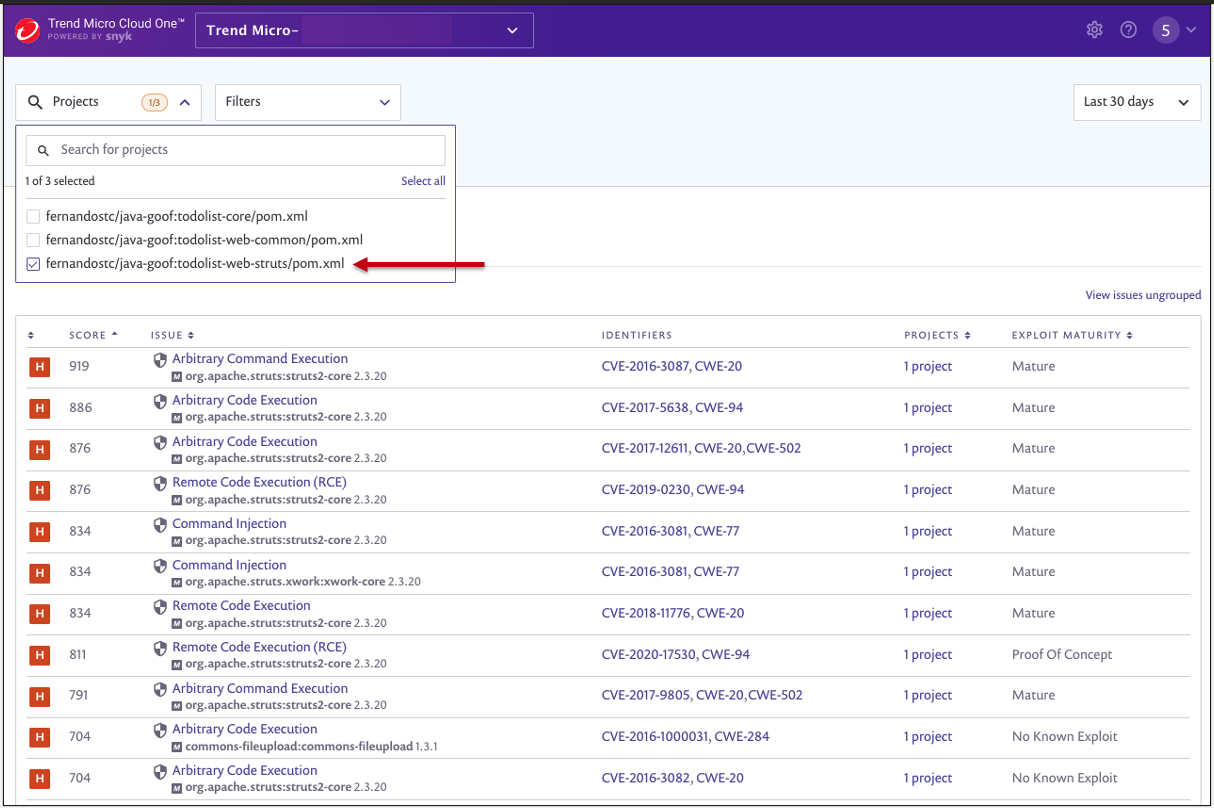 Trend Micro Cloud One™
POWERED BY snyk
Trend Micro-
5
Projects 1/3
Filters
Last 30 days
Search for projects
1 of 3 selected Select all
fernandostc/java-goof:todolist-core/pom.xml
fernandostc/java-goof:todolist-web-common/pom.xml
fernandostc/java-goof:todolist-web-struts/pom.xml
View issues ungrouped
SCORE ISSUE IDENTIFIERS PROJECTS EXPLOIT MATURITY
H 919 Arbitrary Command Execution CVE-2016-3087, CWE-20 1 project Mature
M org.apache.struts:struts2-core 2.3.20
H 886 Arbitrary Code Execution CVE-2017-5638, CWE-94 1 project Mature
M org.apache.struts:struts2-core 2.3.20
H 876 Arbitrary Code Execution CVE-2017-12611, CWE-20,CWE-502 1 project Mature
M org.apache.struts:struts2-core 2.3.20
H 876 Remote Code Execution (RCE) CVE-2019-0230, CWE-94 1 project Mature
M org.apache.struts:struts2-core 2.3.20
H 834 Command Injection CVE-2016-3081, CWE-77 1 project Mature
M org.apache.struts:struts2-core 2.3.20
H 834 Command Injection CVE-2016-3081, CWE-77 1 project Mature
M org.apache.struts.xwork:xwork-core 2.3.20
H 834 Remote Code Execution CVE-2018-11776, CWE-20 1 project Mature
M org.apache.struts:struts2-core 2.3.20
H 811 Remote Code Execution (RCE) CVE-2020-17530, CWE-94 1 project Proof Of Concept
M org.apache.struts:struts2-core 2.3.20
H 791 Arbitrary Command Execution CVE-2017-9805, CWE-20,CWE-502 1 project Mature
M org.apache.struts:struts2-core 2.3.20
H 704 Arbitrary Code Execution CVE-2016-1000031, CWE-284 1 project No Known Exploit
M commons-fileupload:commons-fileupload 1.3.1
H 704 Arbitrary Code Execution CVE-2016-3082, CWE-20 1 project No Known Exploit
M org.apache.struts:struts2-core 2.3.20